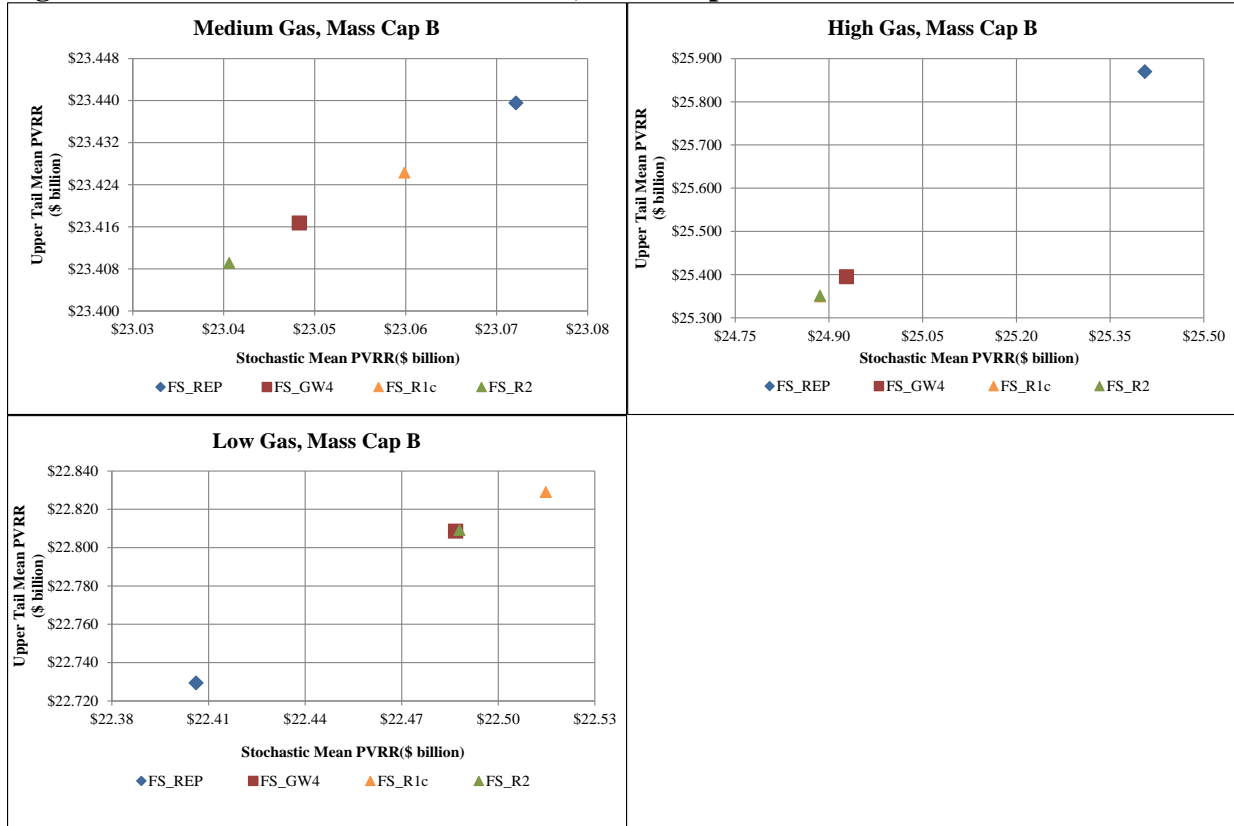 Medium Gas, Mass Cap B
$23.448
$23.440
$23.432
$23.424
$23.416
$23.408
$23.400
Upper Tail Mean PVRR
($ billion)
$23.03 $23.04 $23.05 $23.06 $23.07 $23.08
Stochastic Mean PVRR($ billion)
FS_REP FS_GW4 FS_R1c FS_R2
High Gas, Mass Cap B
$25.900
$25.800
$25.700
$25.600
$25.500
$25.400
$25.300
Upper Tail Mean PVRR
($ billion)
$24.75 $24.90 $25.05 $25.20 $25.35 $25.50
Stochastic Mean PVRR($ billion)
FS_REP FS_GW4 FS_R1c FS_R2
Low Gas, Mass Cap B
$22.840
$22.820
$22.800
$22.780
$22.760
$22.740
$22.720
Upper Tail Mean PVRR
($ billion)
$22.38 $22.41 $22.44 $22.47 $22.50 $22.53
Stochastic Mean PVRR($ billion)
FS_REP FS_GW4 FS_R1c FS_R2